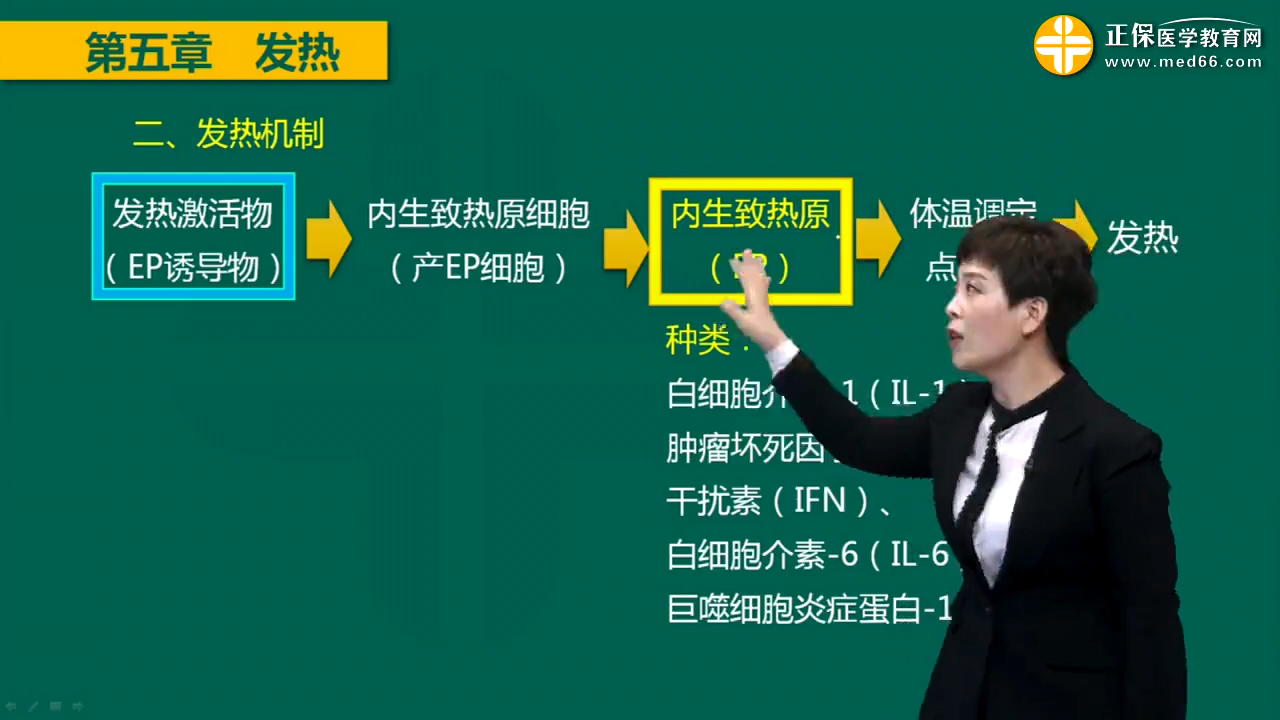 第五章 发热
正保医学教育网
www.med66.com
二、发热机制
发热激活物
（EP诱导物）
内生致热原细胞
（产EP细胞）
内生致热原
（EP）
体温调定
点
发热
种类：
白细胞介 -1（IL-1
肿瘤坏死因
干扰素（IFN）、
白细胞介素-6（IL-6
巨噬细胞炎症蛋白-1